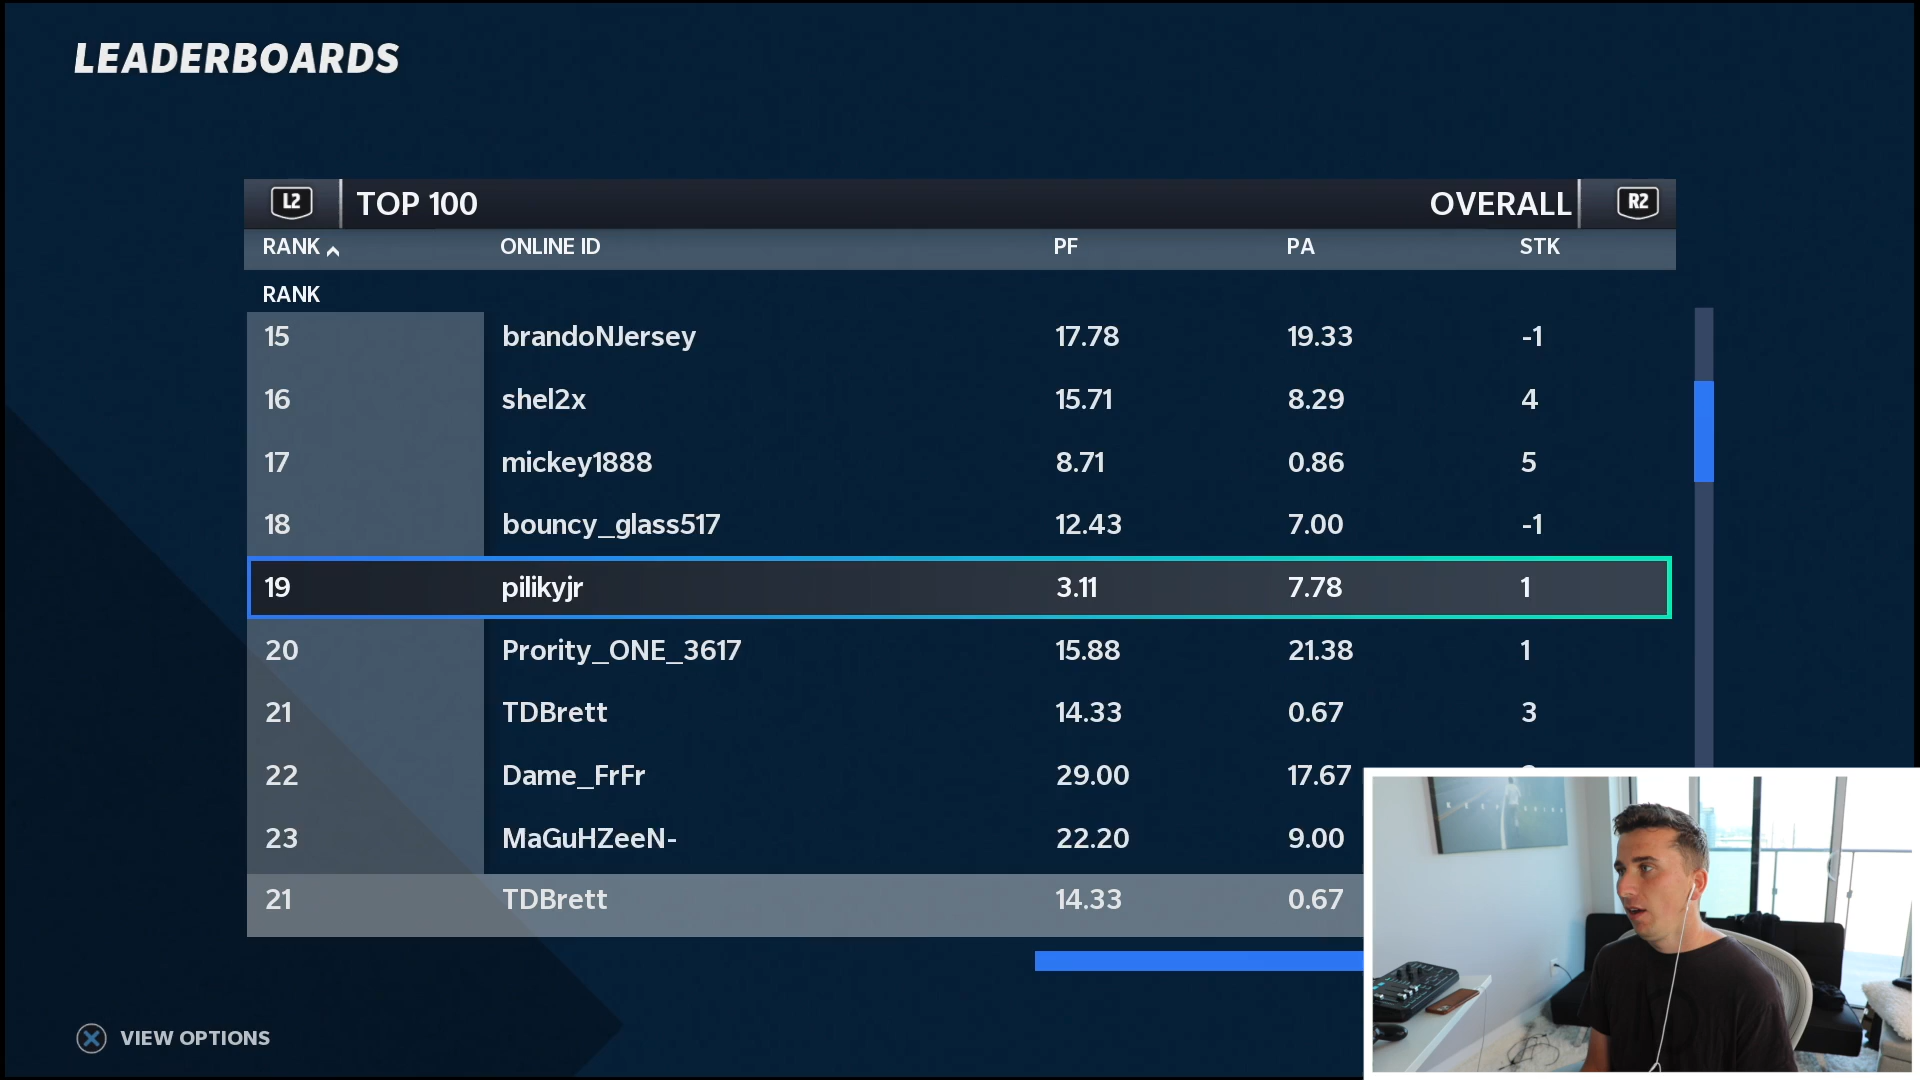 LEADERBOARDS
L2 TOP 100 OVERALL R2
RANK ONLINE ID PF PA STK
RANK
15 brandoNJersey 17.78 19.33 -1
16 shel2x 15.71 8.29 4
17 mickey1888 8.71 0.86 5
18 bouncy_glass517 12.43 7.00 -1
19 pilikyjr 3.11 7.78 1
20 Prority_ONE_3617 15.88 21.38 1
21 TDBrett 14.33 0.67 3
22 Dame_FrFr 29.00 17.67
23 MaGuHZeeN- 22.20 9.00
21 TDBrett 14.33 0.67
VIEW OPTIONS